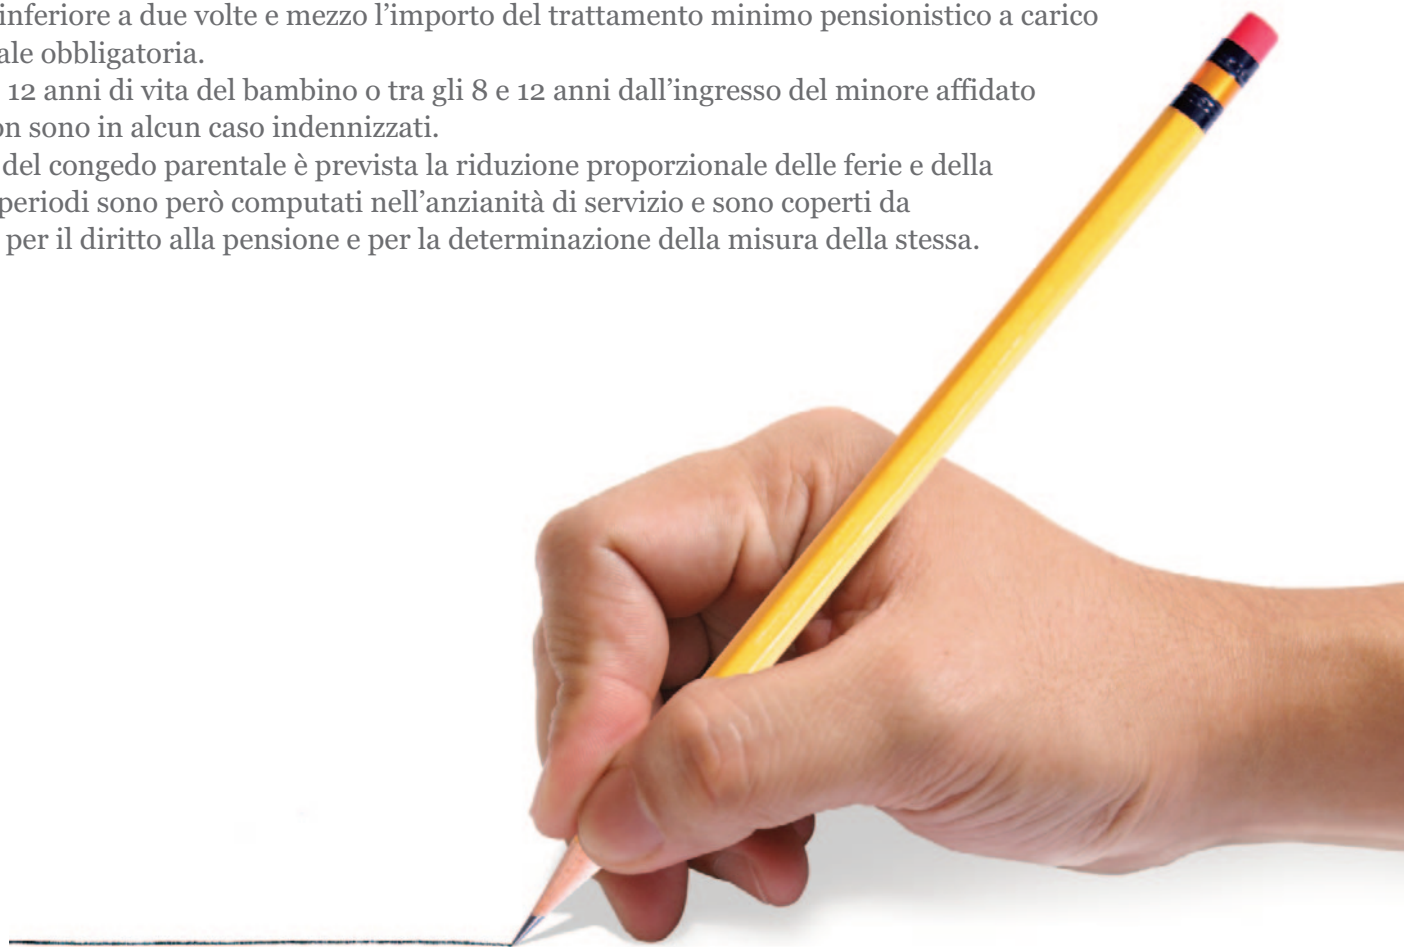 inferiore a due volte e mezzo l’importo del trattamento minimo pensionistico a carico
ale obbligatoria.
12 anni di vita del bambino o tra gli 8 e 12 anni dall’ingresso del minore affidato
on sono in alcun caso indennizzati.
del congedo parentale è prevista la riduzione proporzionale delle ferie e della
periodi sono però computati nell’anzianità di servizio e sono coperti da
per il diritto alla pensione e per la determinazione della misura della stessa.